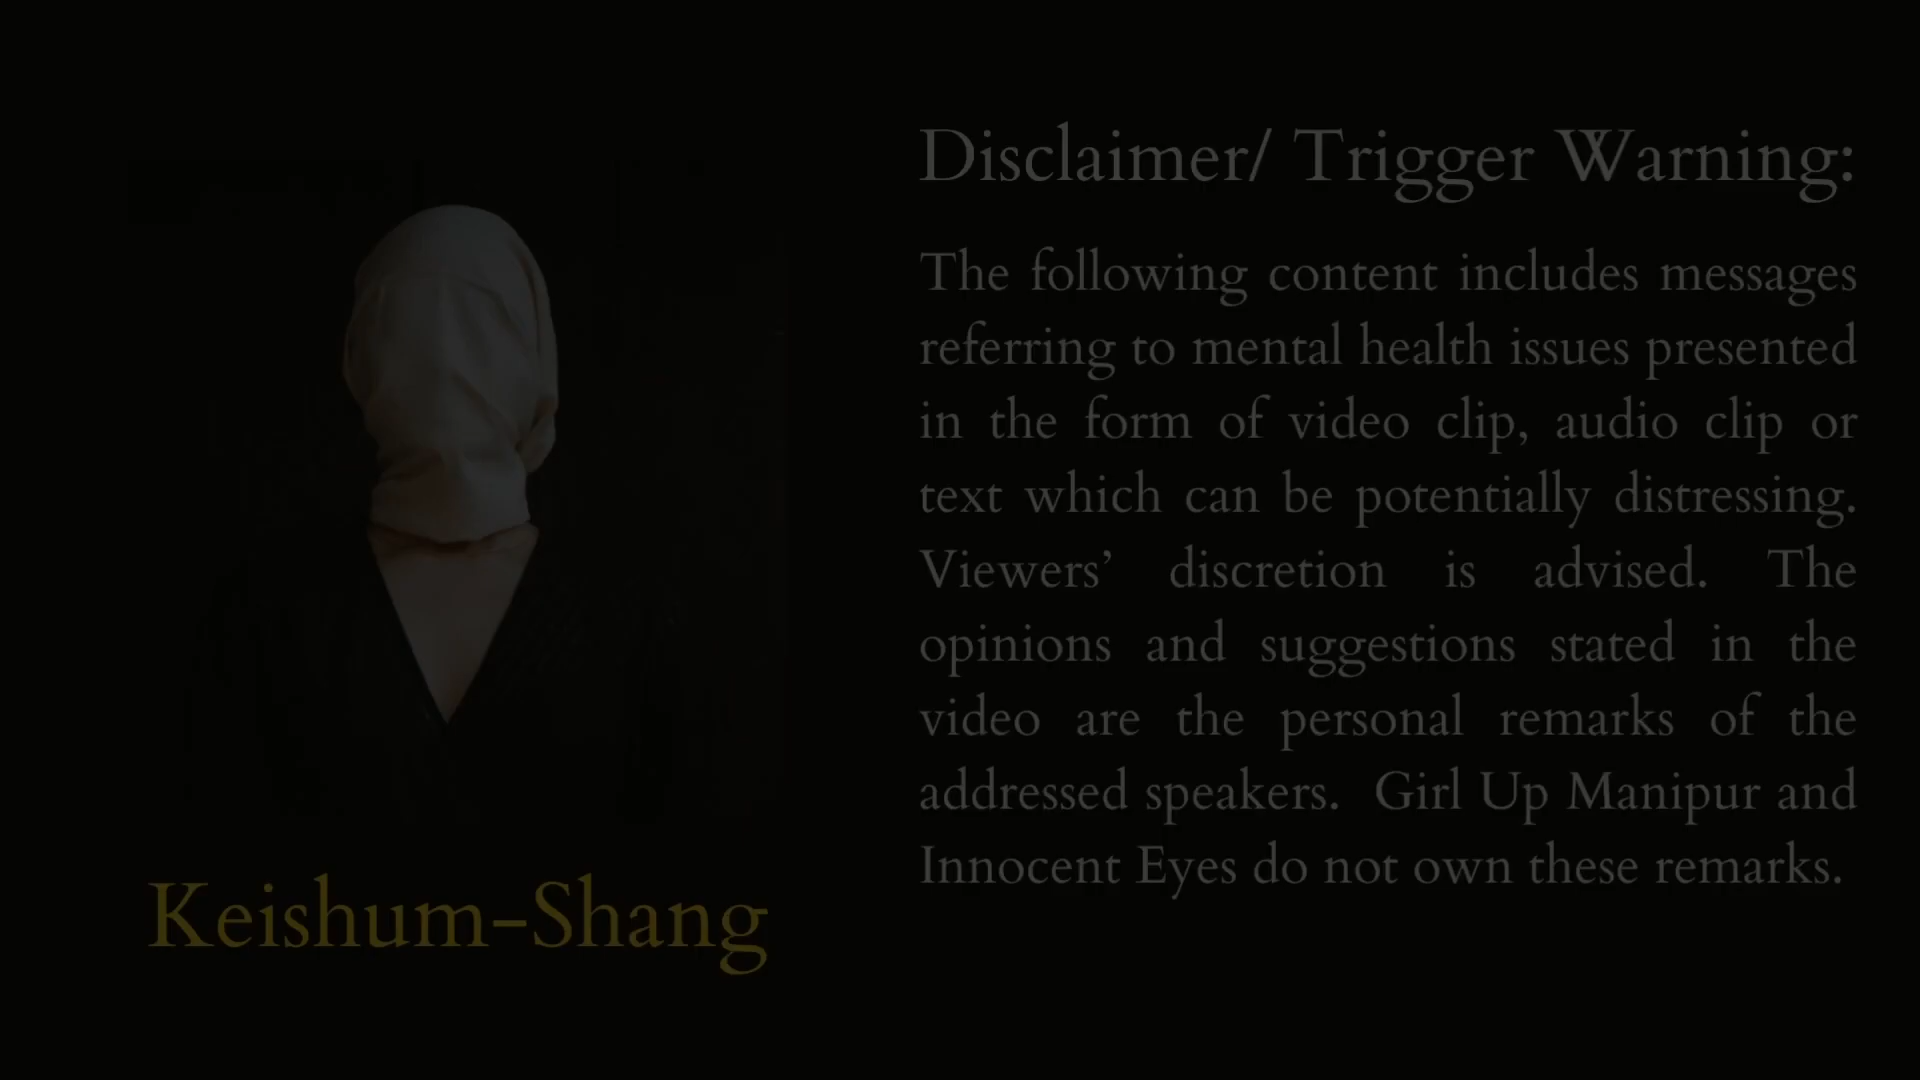 Disclaimer/ Trigger Warning:
The following content includes messages
referring to mental health issues presented
in the form of video clip, audio clip or
text which can be potentially distressing.
Viewers’ discretion is advised. The
opinions and suggestions stated in the
video are the personal remarks of the
addressed speakers. Girl Up Manipur and
Innocent Eyes do not own these remarks.
Keishum-Shang